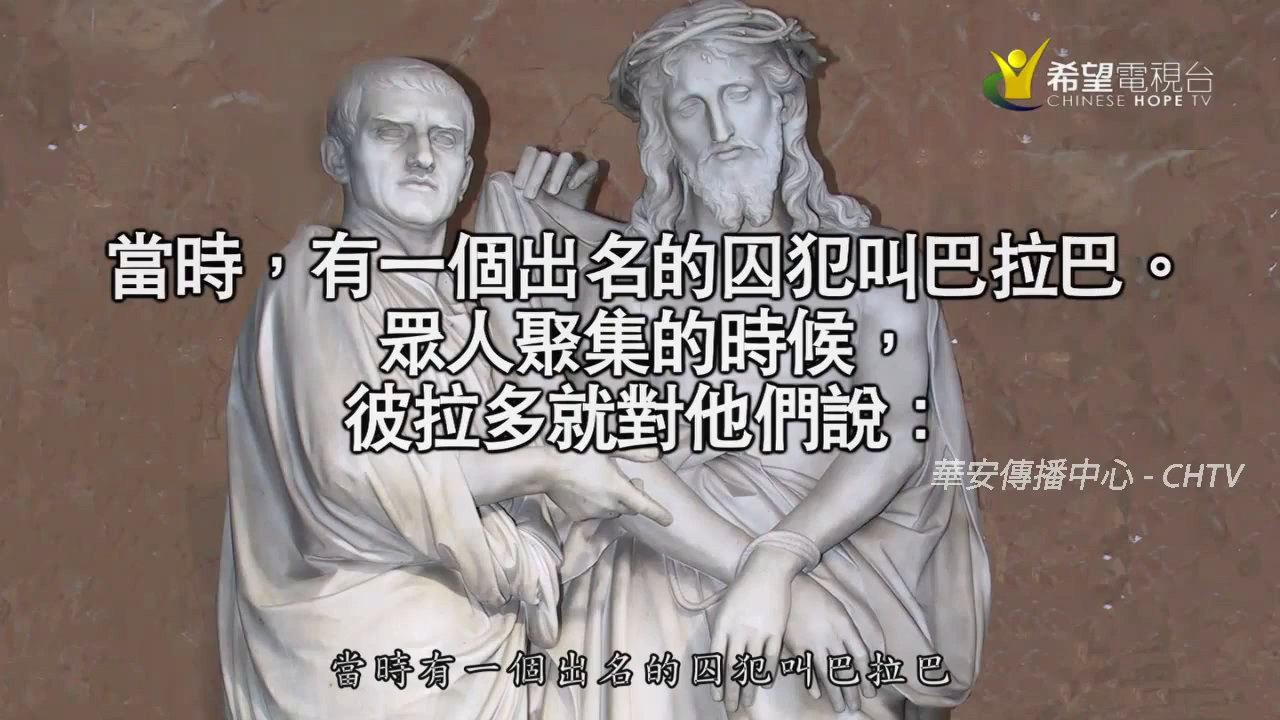 希望電視台
CHINESE HOPE TV
當時，有一個出名的囚犯叫巴拉巴。
眾人聚集的時候，
彼拉多就對他們說：
華安傳播中心 - CHTV
當時有一個出名的囚犯叫巴拉巴